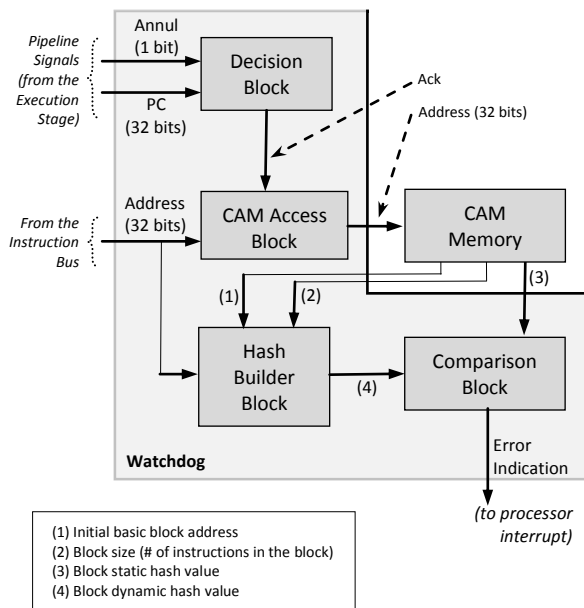 Pipeline
Signals
(from the
Execution
Stage)
Annul
(1 bit)
PC
(32 bits)
Decision
Block
Ack
Address (32 bits)
From the
Instruction
Bus
Address
(32 bits)
CAM Access
Block
CAM
Memory
(1)
(2)
(3)
Hash
Builder
Block
(4)
Comparison
Block
Watchdog
Error
Indication
(to processor
interrupt)
(1) Initial basic block address
(2) Block size (# of instructions in the block)
(3) Block static hash value
(4) Block dynamic hash value